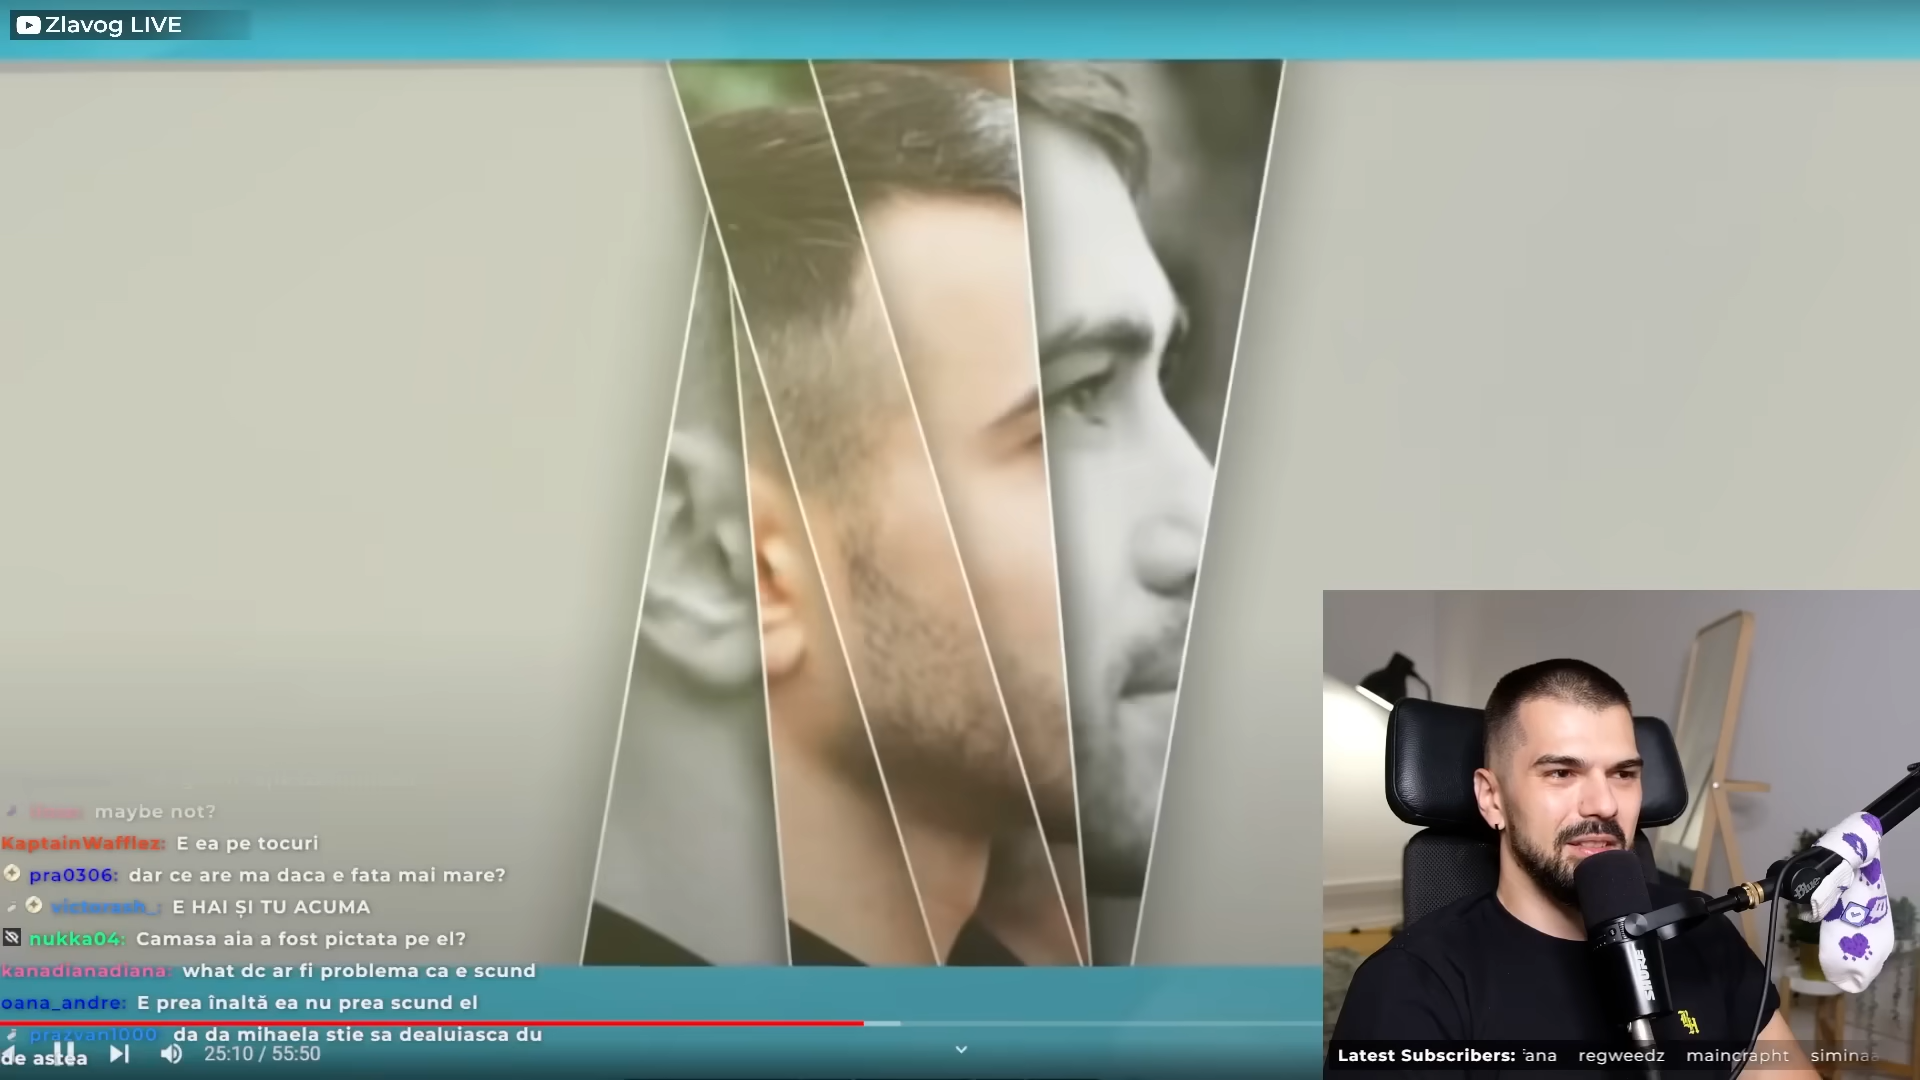 Zlavog LIVE
maybe not?
KaptainWafflez: E ea pe tocuri
pra0306: dar ce are ma daca e fata mai mare?
E HAI ȘI TU ACUMA
nukka04: Camasa aia a fost pictata pe el?
kanadianadiana: what dc ar fi problema ca e scund
oana_andre: E prea înaltă ea nu prea scund el
prazvan1000 da da mihaela stie sa dealuiasca du
de astea
25:10 / 55:50
SHURE
Blue
Latest Subscribers: ana regweedz maincrapht simina